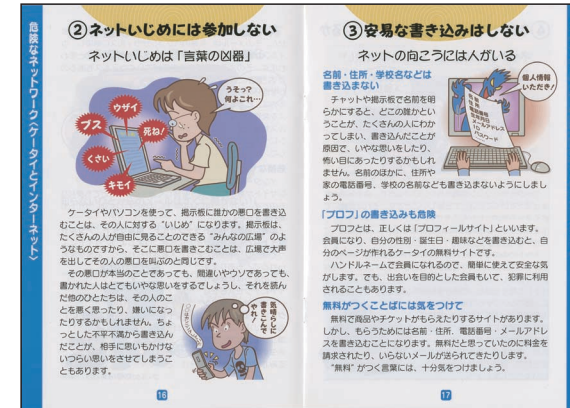 危険なネットワーク〈ケータイとインターネット〉
②ネットいじめには参加しない
ネットいじめは「言葉の凶器」
うそっ?
何よこれ…
ウザイ
ブス
死ね!
くさい
キモイ
ケータイやパソコンを使って、掲示板に誰かの悪口を書き込
むことは、その人に対する“いじめ”になります。掲示板は、
たくさんの人が自由に見ることのできる“みんなの広場”のよ
うなものですから、そこに悪口を書きこむことは、広場で大声
を出してその人の悪口を叫ぶのと同じです。
その悪口が本当のことであっても、間違いやウソであっても、
書かれた人はとてもいやな思いをするでしょうし、それを読ん
だ他のひとたちは、その人のこ
とを悪く思ったり、嫌いになっ
たりするかもしれません。ちょ
っとした不平不満から書き込ん
だことが、相手に思いもかけな
いつらい思いをさせてしまうこ
ともあります。
気晴らしに
書きこんで
やれ!
16
③安易な書き込みはしない
ネットの向こうには人がいる
名前・住所・学校名などは
書き込まない
チャットや掲示板で名前を明
らかにすると、どこの誰かとい
うことが、たくさんの人にわか
ってしまい、書き込んだことが
原因で、いやな思いをしたり、
怖い目にあったりするかもしれ
ません。名前のほかに、住所や
家の電話番号、学校の名前なども書き込まないようにしましょ
う。
個人情報
いただき!
名前
住所
電話番号
生年月日
メールアドレス
ID
パスワード
「プロフ」の書き込みも危険
プロフとは、正しくは「プロフィールサイト」といいます。
会員になり、自分の性別・誕生日・趣味などを書き込むと、自
分のページが作れるケータイの無料サイトです。
ハンドルネームで会員になれるので、簡単に使えて安全な気
がします。でも、出会いを目的とした会員もいて、犯罪に利用
されることもあります。
無料がつくことばには気をつけて
無料で商品やチケットがもらえたりするサイトがあります。
しかし、もらうためには名前・住所、電話番号・メールアドレ
スを書き込むことになります。無料だと思っていたのに料金を
請求されたり、いらないメールが送られてきたりします。
“無料”がつく言葉には、十分気をつけましょう。
17